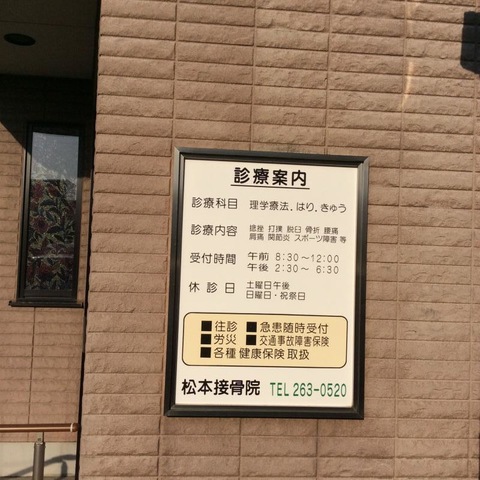 診療案内
診療科目 理学療法.はり.きゅう
診療内容 捻挫 打撲 脱臼 骨折 腰痛
肩痛 関節炎 スポーツ障害 等
受付時間 午前 8:30~12:00
午後 2:30~ 6:30
休診日 土曜日午後
日曜日・祝祭日
■往診 ■急患随時受付
■労災 ■交通事故障害保険
■各種健康保険取扱
松本接骨院 TEL 263-0520